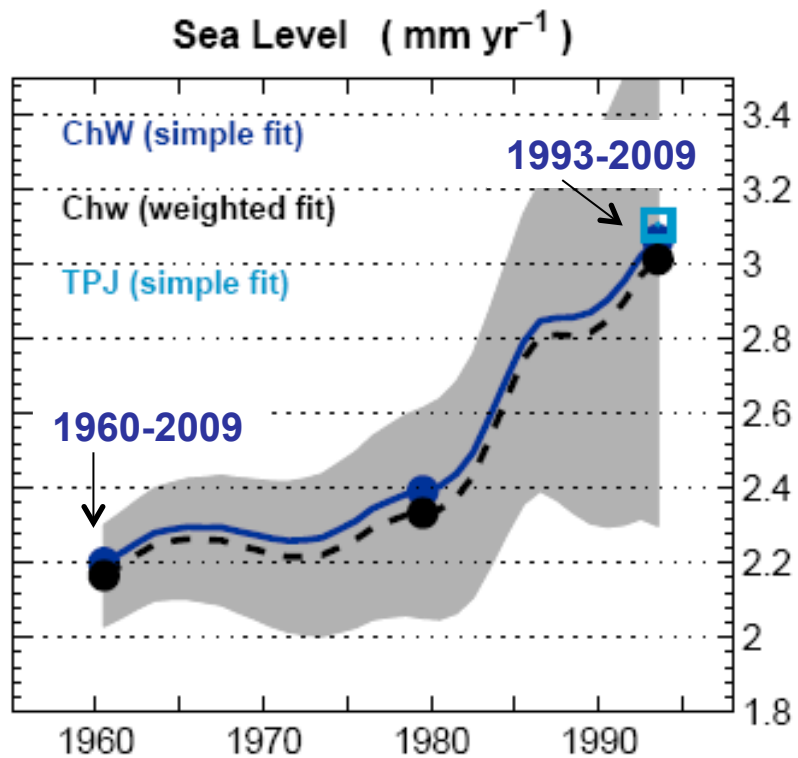 Sea Level ( mm yr⁻¹ )
ChW (simple fit)
1993-2009
Chw (weighted fit)
TPJ (simple fit)
1960-2009
3.4
3.2
3
2.8
2.6
2.4
2.2
2
1.8
1960 1970 1980 1990